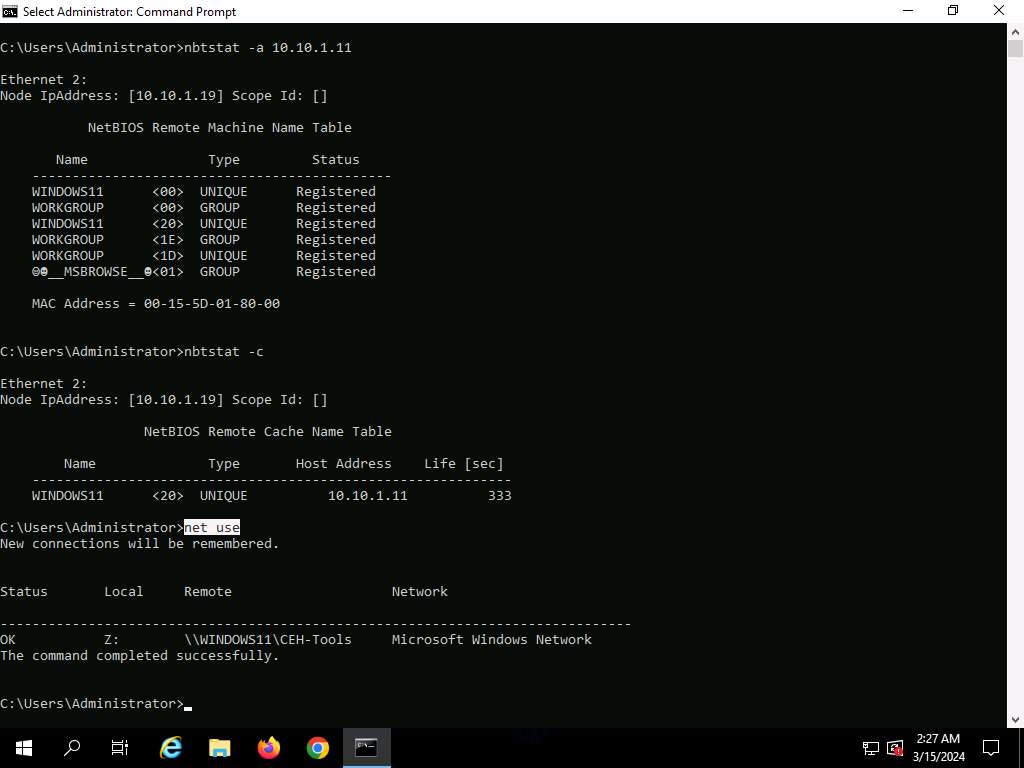 Select Administrator: Command Prompt
C:\Users\Administrator>nbtstat -a 10.10.1.11
Ethernet 2:
Node IpAddress: [10.10.1.19] Scope Id: []
NetBIOS Remote Machine Name Table
Name Type Status
---------------------------------------------
WINDOWS11 <00> UNIQUE Registered
WORKGROUP <00> GROUP Registered
WINDOWS11 <20> UNIQUE Registered
WORKGROUP <1E> GROUP Registered
WORKGROUP <1D> UNIQUE Registered
☺☻__MSBROWSE__☻<01> GROUP Registered
MAC Address = 00-15-5D-01-80-00
C:\Users\Administrator>nbtstat -c
Ethernet 2:
Node IpAddress: [10.10.1.19] Scope Id: []
NetBIOS Remote Cache Name Table
Name Type Host Address Life [sec]
------------------------------------------------------------
WINDOWS11 <20> UNIQUE 10.10.1.11 333
C:\Users\Administrator>net use
New connections will be remembered.
Status Local Remote Network
-------------------------------------------------------------------------------
OK Z: \\WINDOWS11\CEH-Tools Microsoft Windows Network
The command completed successfully.
C:\Users\Administrator>
2:27 AM
3/15/2024